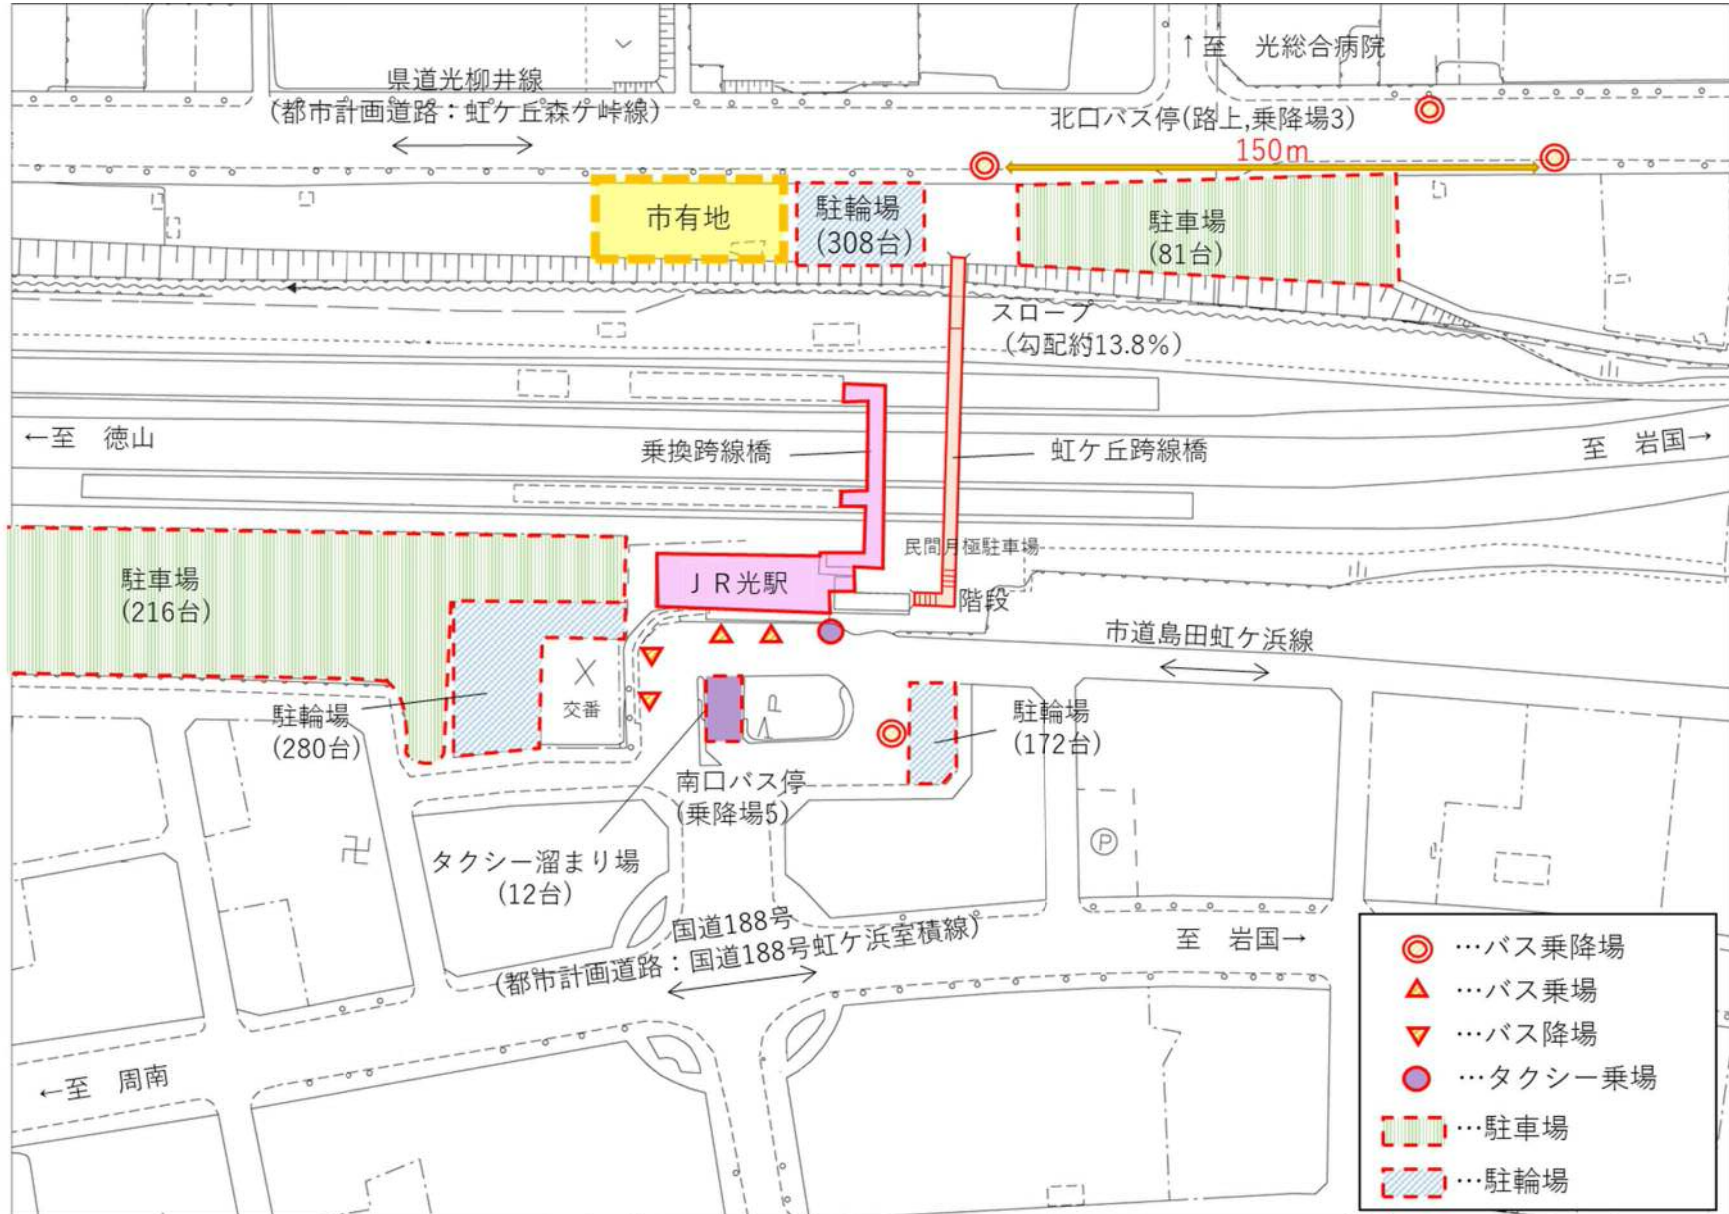 ↑至 光総合病院
県道光柳井線
(都市計画道路：虹ケ丘森ケ峠線)
北口バス停(路上,乗降場3)
150m
市有地
駐輪場
(308台)
駐車場
(81台)
スロープ
(勾配約13.8%)
←至 徳山
乗換跨線橋
虹ケ丘跨線橋
至 岩国→
民間月極駐車場
駐車場
(216台)
ＪＲ光駅
階段
市道島田虹ケ浜線
交番
駐輪場
(280台)
駐輪場
(172台)
南口バス停
(乗降場5)
P
タクシー溜まり場
(12台)
国道188号
(都市計画道路：国道188号虹ケ浜室積線)
至 岩国→
←至 周南
…バス乗降場
…バス乗場
…バス降場
…タクシー乗場
…駐車場
…駐輪場